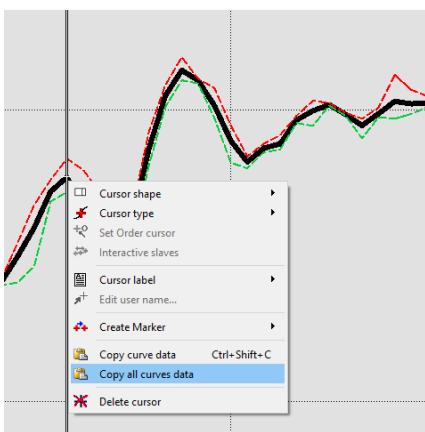 Cursor shape
Cursor type
Set Order cursor
Interactive slaves
Cursor label
Edit user name...
Create Marker
Copy curve data Ctrl+Shift+C
Copy all curves data
Delete cursor